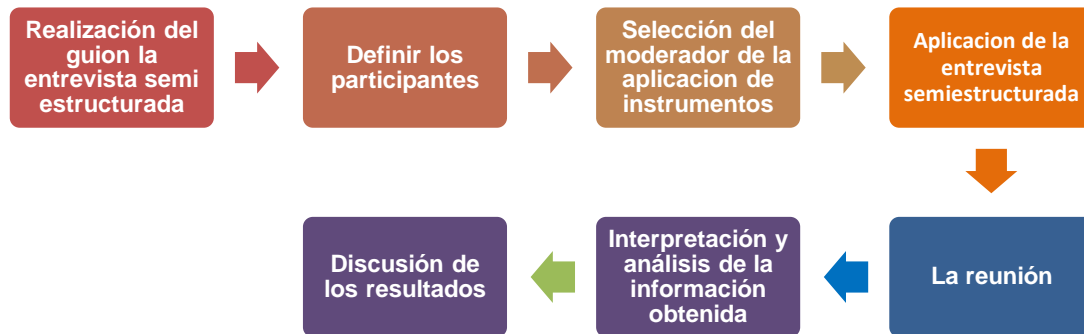 Realización del
guion la
entrevista semi
estructurada
Definir los
participantes
Selección del
moderador de la
aplicacion de
instrumentos
Aplicacion de la
entrevista
semiestructurada
La reunión
Interpretación y
análisis de la
información
obtenida
Discusión de
los resultados